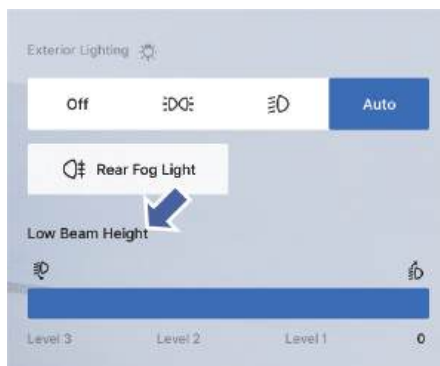 Exterior Lighting
Off Auto
Rear Fog Light
Low Beam Height
Level 3 Level 2 Level 1 0